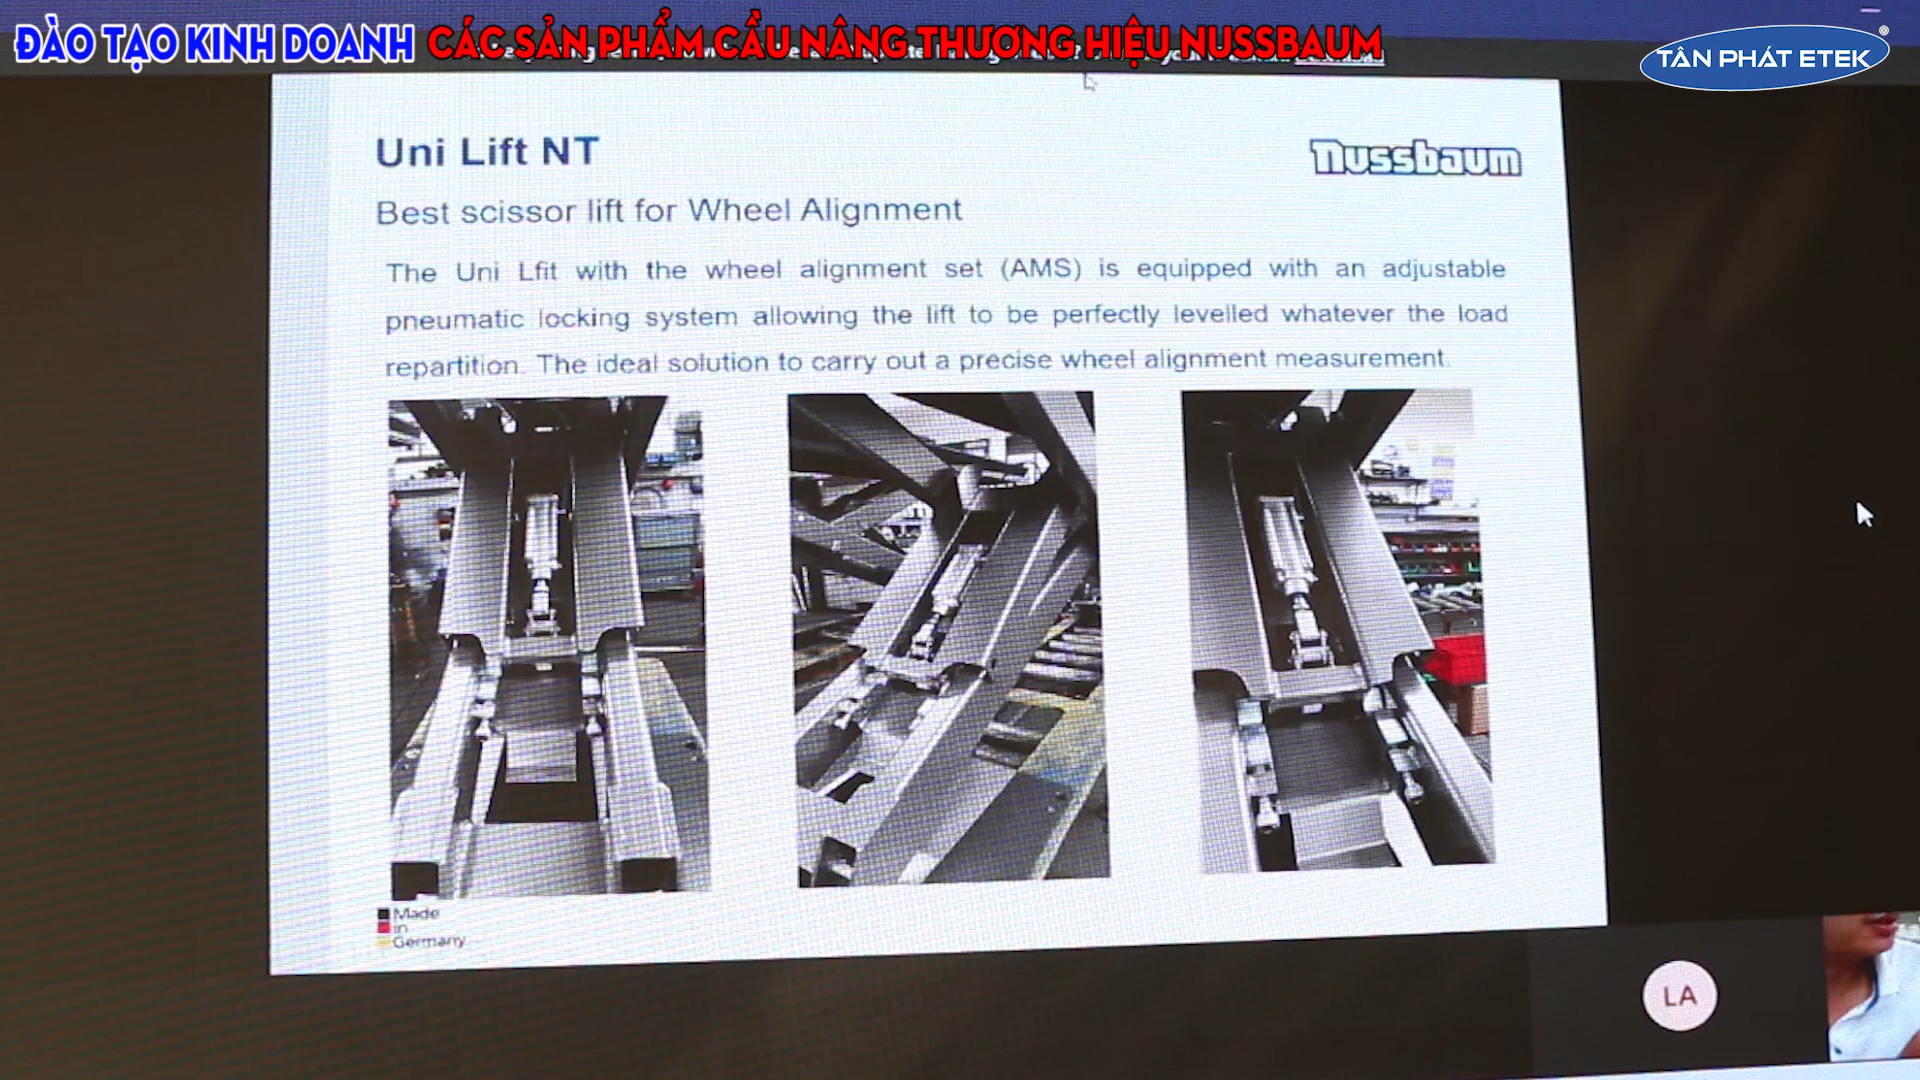 ĐÀO TẠO KINH DOANH CÁC SẢN PHẨM CẦU NÂNG THƯƠNG HIỆU NUSSBAUM
TÂN PHÁT ETEK
Uni Lift NT
Nussbaum
Best scissor lift for Wheel Alignment
The Uni Lfit with the wheel alignment set (AMS) is equipped with an adjustable
pneumatic locking system allowing the lift to be perfectly levelled whatever the load
repartition. The ideal solution to carry out a precise wheel alignment measurement.
Made
in
Germany
LA